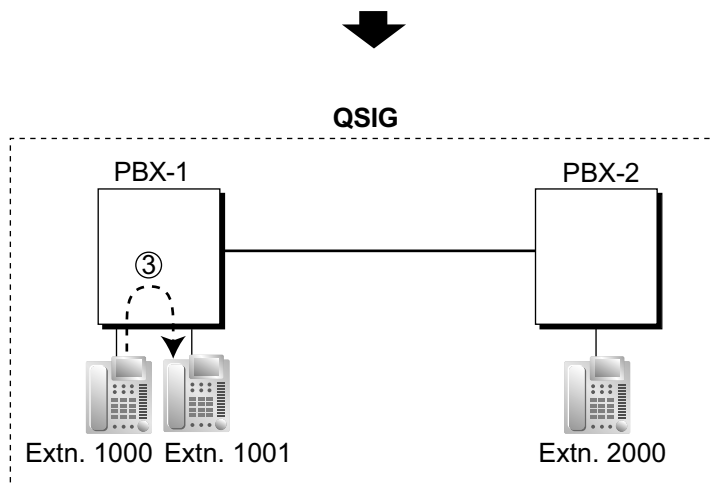 QSIG
PBX-1 PBX-2
③
Extn. 1000 Extn. 1001 Extn. 2000